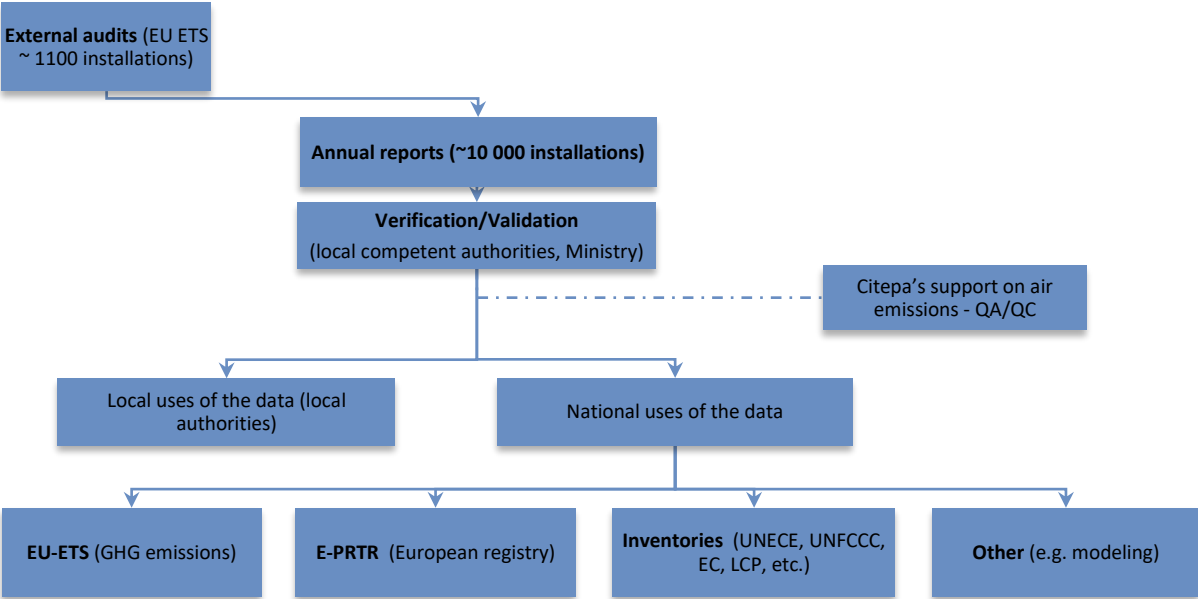 External audits (EU ETS
~ 1100 installations)
Annual reports (~10 000 installations)
Verification/Validation
(local competent authorities, Ministry)
Citepa’s support on air
emissions - QA/QC
Local uses of the data (local
authorities)
National uses of the data
EU-ETS (GHG emissions)
E-PRTR (European registry)
Inventories (UNECE, UNFCCC,
EC, LCP, etc.)
Other (e.g. modeling)